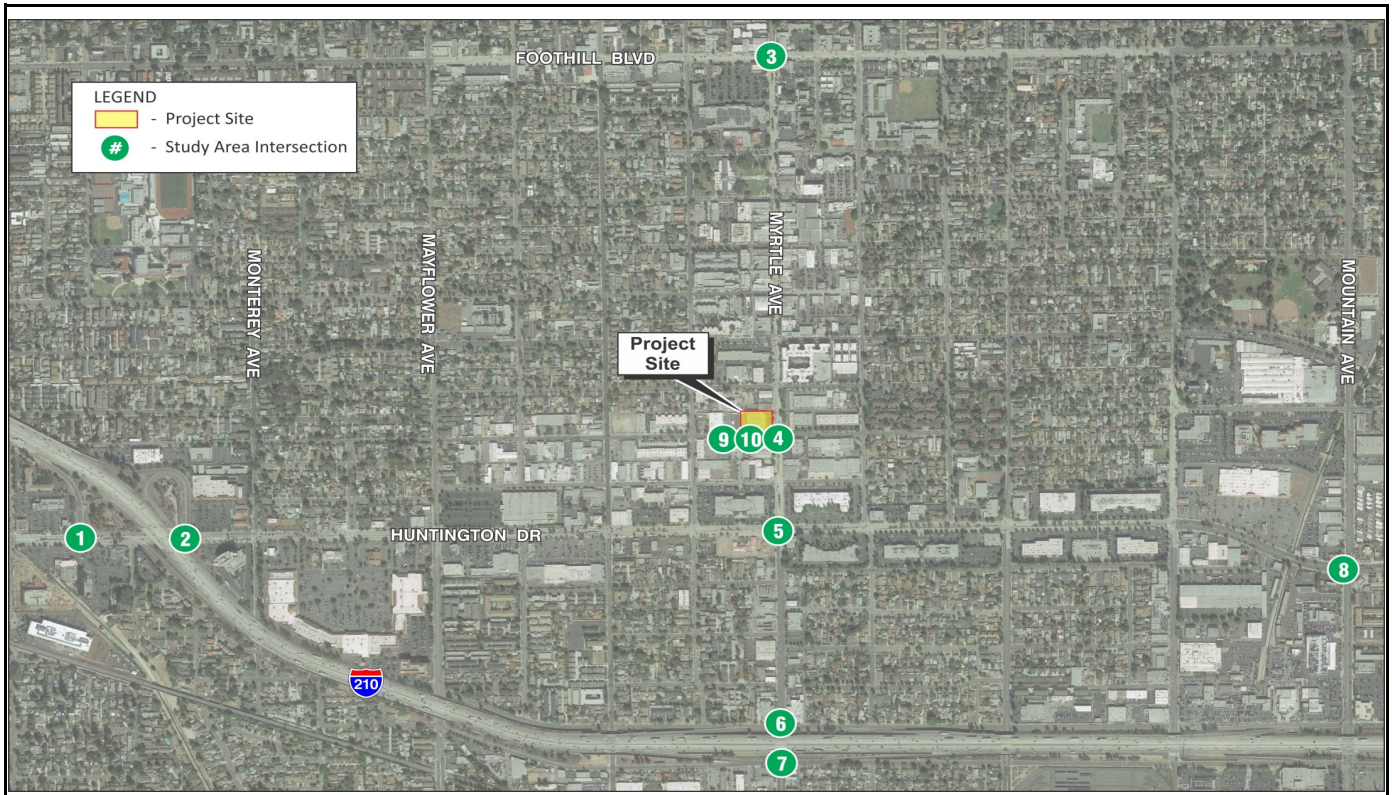 FOOTHILL BLVD
3
LEGEND
- Project Site
# - Study Area Intersection
MONTEREY AVE
MAYFLOWER AVE
MYRTLE AVE
MOUNTAIN AVE
Project
Site
9 10 4
1
2
HUNTINGTON DR
5
8
210
6
7